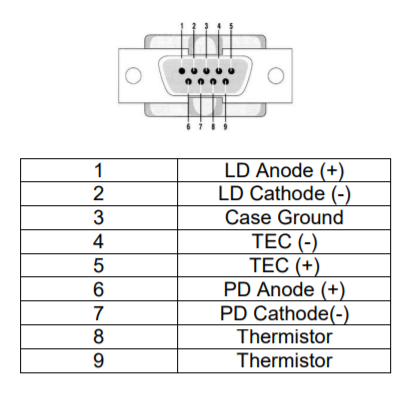 1 2 3 4 5
6 7 8 9
1 LD Anode (+)
2 LD Cathode (-)
3 Case Ground
4 TEC (-)
5 TEC (+)
6 PD Anode (+)
7 PD Cathode(-)
8 Thermistor
9 Thermistor